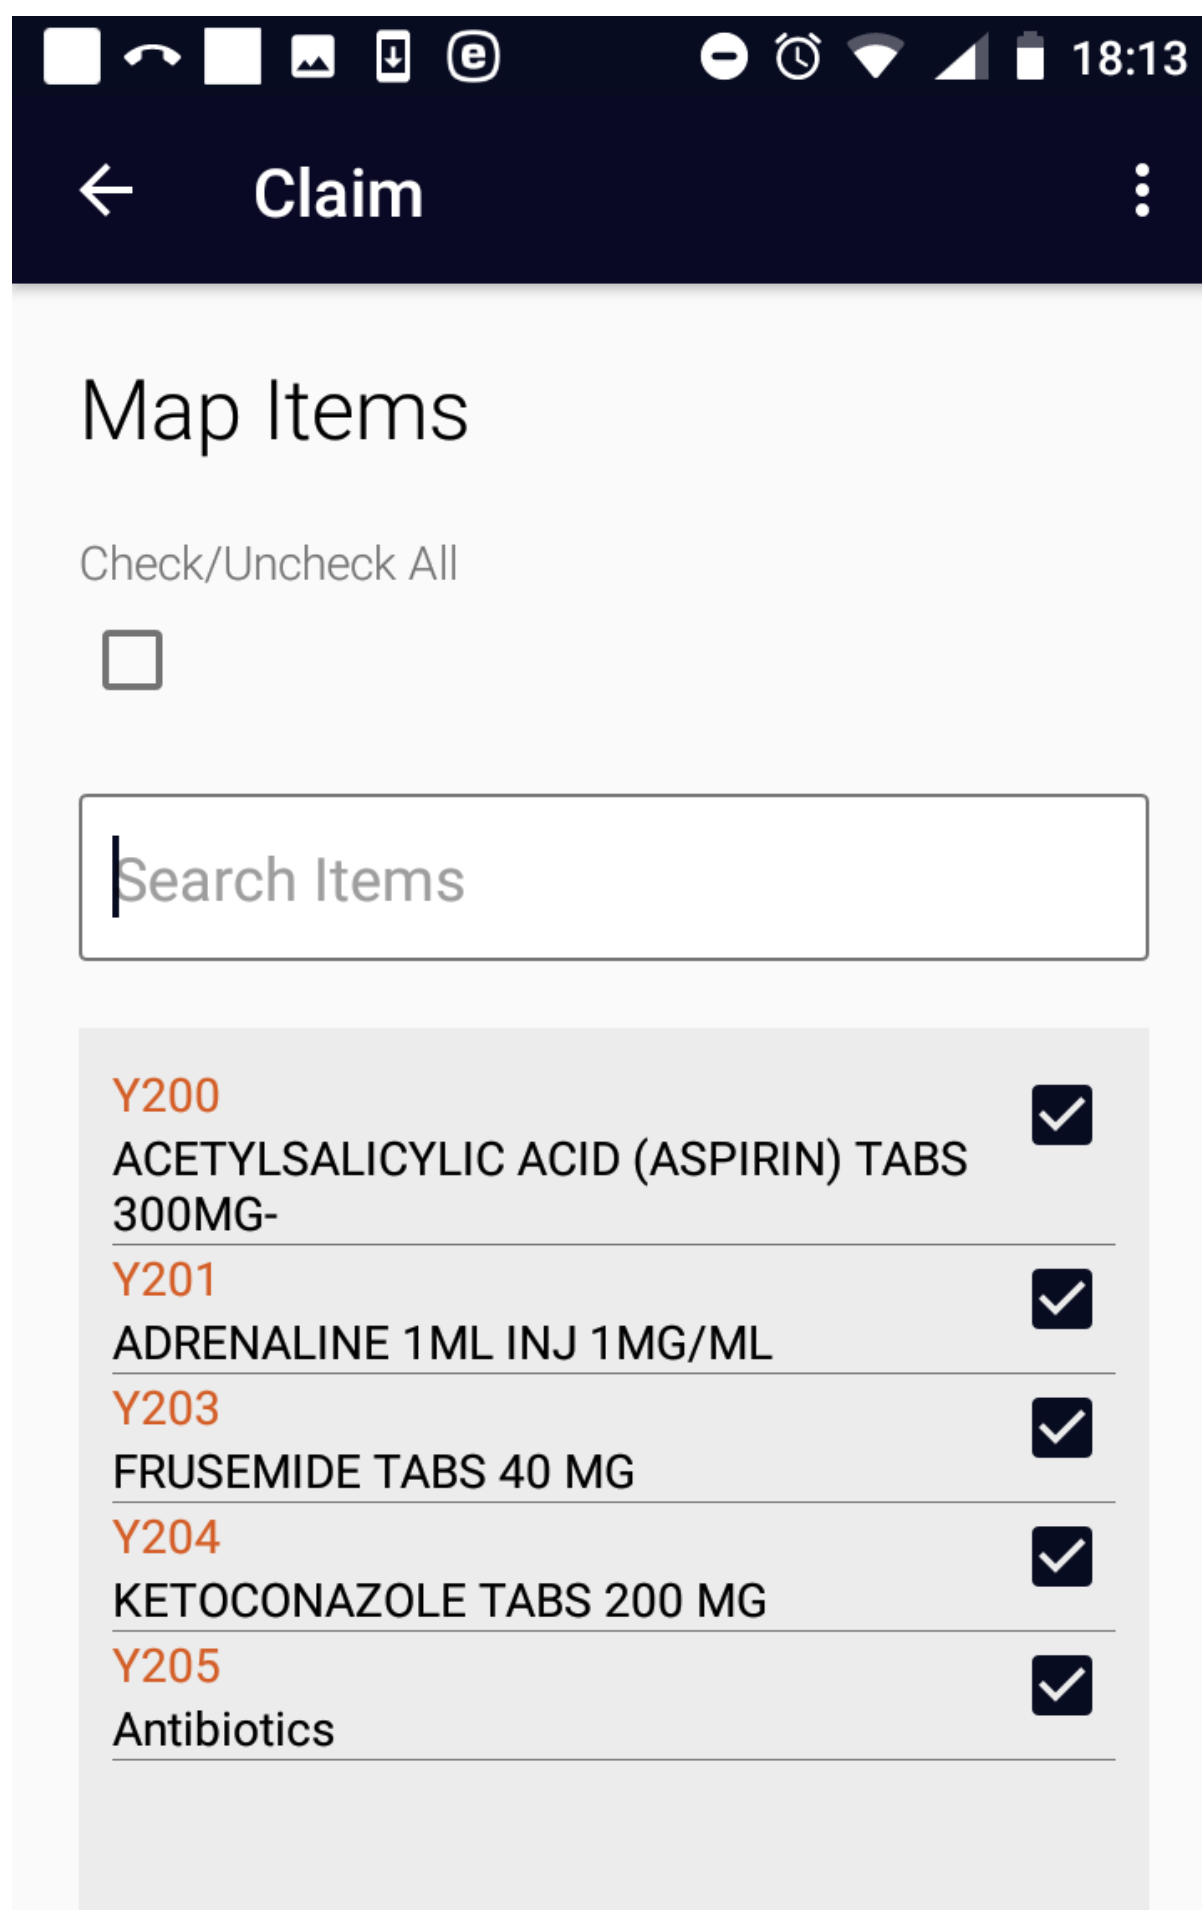 18:13
Claim
Map Items
Check/Uncheck All
Search Items
Y200
ACETYLSALICYLIC ACID (ASPIRIN) TABS
300MG-
Y201
ADRENALINE 1ML INJ 1MG/ML
Y203
FRUSEMIDE TABS 40 MG
Y204
KETOCONAZOLE TABS 200 MG
Y205
Antibiotics